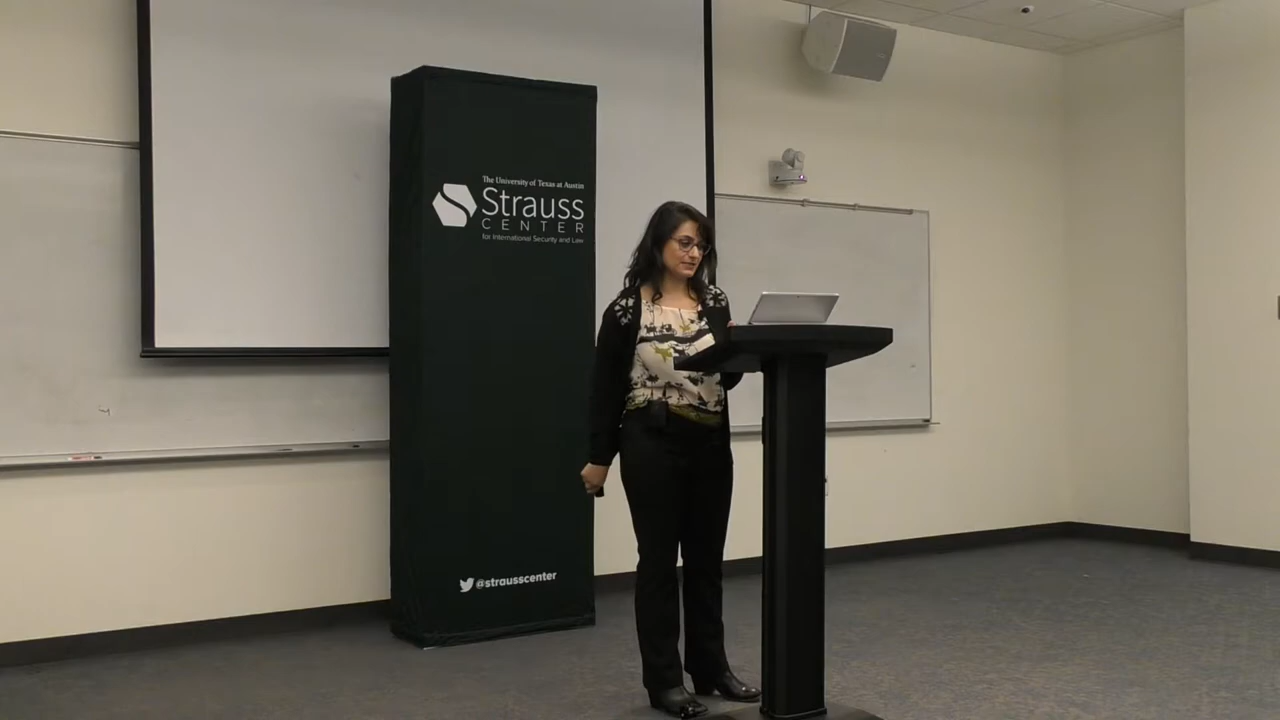 The University of Texas at Austin
Strauss
CENTER
for International Security and Law
@strausscenter